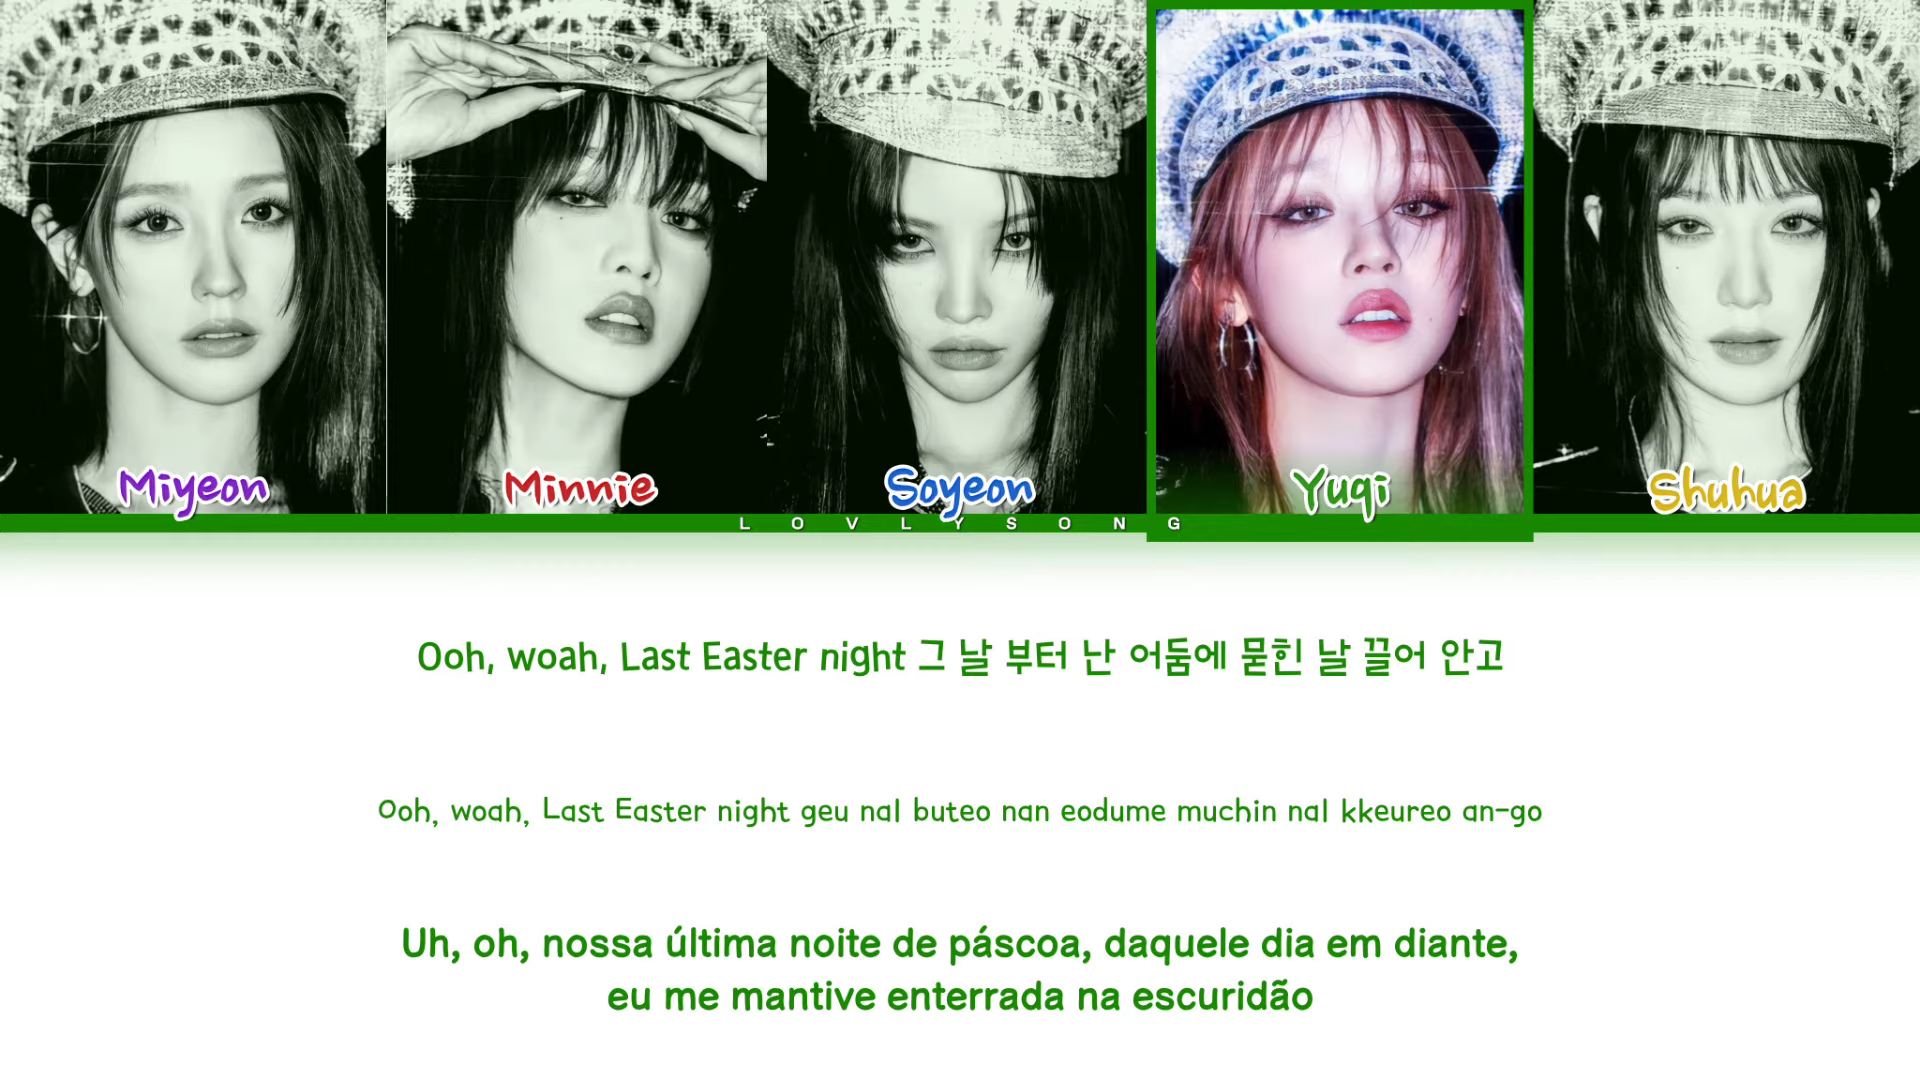 Miyeon
Minnie
Soyeon
Yuqi
Shuhua
LOVLYSONG
Ooh, woah, Last Easter night 그 날 부터 난 어둠에 묻힌 날 끌어 안고
Ooh, woah, Last Easter night geu nal buteo nan eodume muchin nal kkeureo an-go
Uh, oh, nossa última noite de páscoa, daquele dia em diante,
eu me mantive enterrada na escuridão